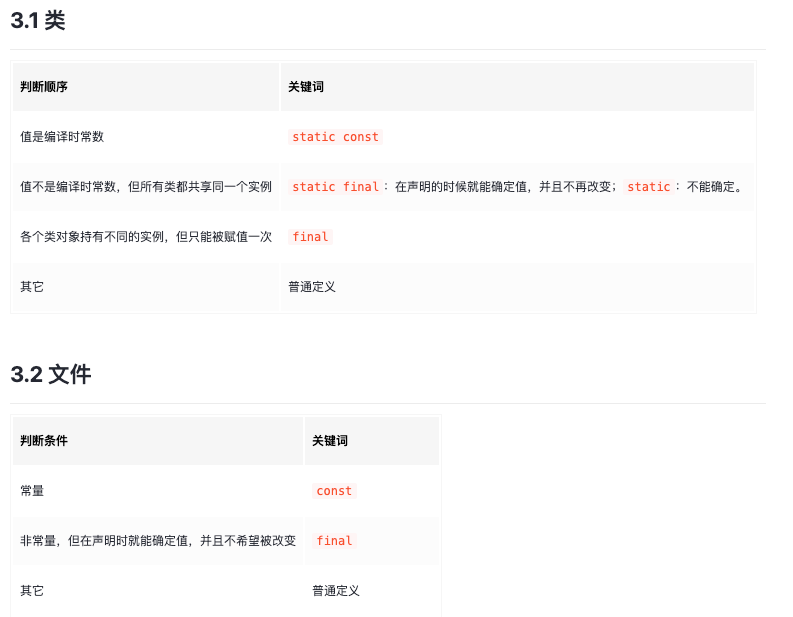 3.1 类
判断顺序 关键词
值是编译时常数 static const
值不是编译时常数，但所有类都共享同一个实例 static final：在声明的时候就能确定值，并且不再改变；static：不能确定。
各个类对象持有不同的实例，但只能被赋值一次 final
其它 普通定义
3.2 文件
判断条件 关键词
常量 const
非常量，但在声明时就能确定值，并且不希望被改变 final
其它 普通定义